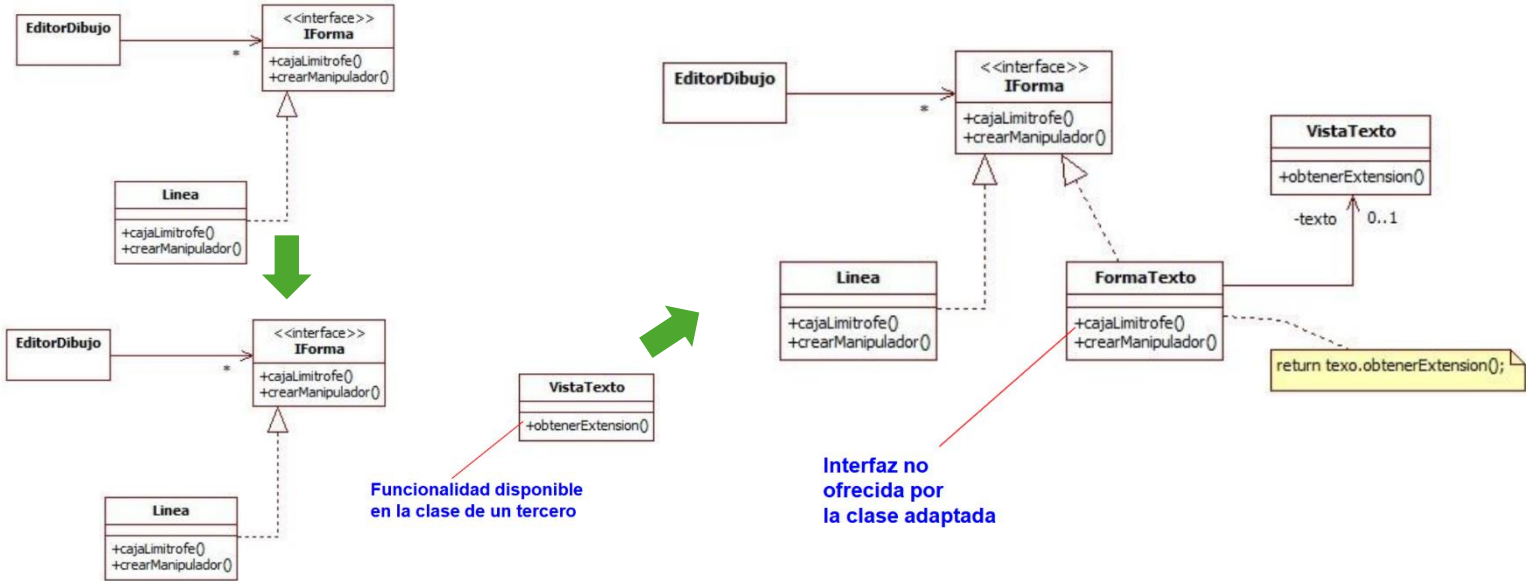 EditorDibujo
*
<<interface>>
IForma
+cajaLimitrofe()
+crearManipulador()
Linea
+cajaLimitrofe()
+crearManipulador()
EditorDibujo
*
<<interface>>
IForma
+cajaLimitrofe()
+crearManipulador()
Linea
+cajaLimitrofe()
+crearManipulador()
VistaTexto
+obtenerExtension()
Funcionalidad disponible
en la clase de un tercero
EditorDibujo
*
<<interface>>
IForma
+cajaLimitrofe()
+crearManipulador()
VistaTexto
+obtenerExtension()
-texto 0..1
Linea
+cajaLimitrofe()
+crearManipulador()
FormaTexto
+cajaLimitrofe()
+crearManipulador()
return texo.obtenerExtension();
Interfaz no
ofrecida por
la clase adaptada